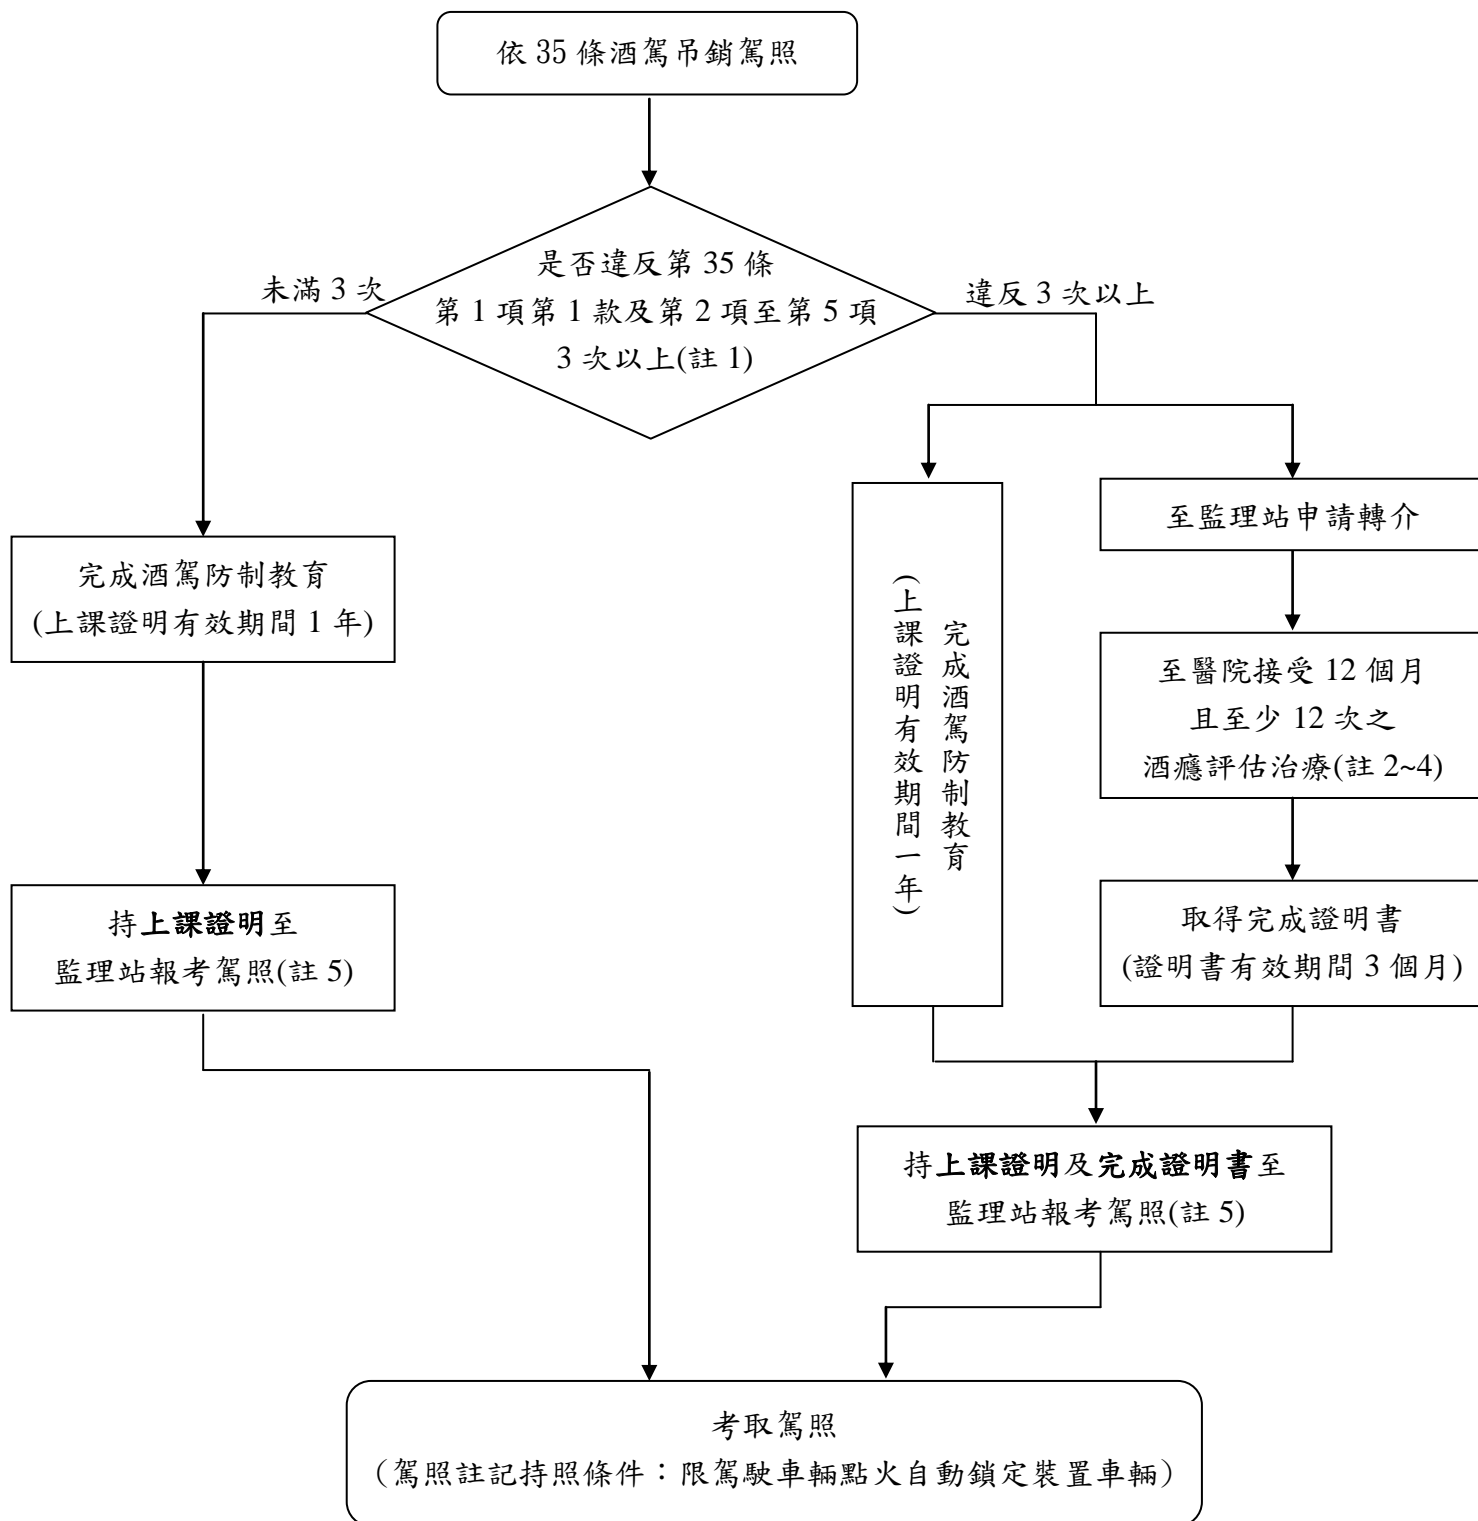 依 35 條酒駕吊銷駕照
是否違反第 35 條
第 1 項第 1 款及第 2 項至第 5 項
3 次以上(註 1)
未滿 3 次
違反 3 次以上
完成酒駕防制教育
(上課證明有效期間 1 年)
持上課證明至
監理站報考駕照(註 5)
完成酒駕防制教育
(上課證明有效期間一年)
至監理站申請轉介
至醫院接受 12 個月
且至少 12 次之
酒癮評估治療(註 2~4)
取得完成證明書
(證明書有效期間 3 個月)
持上課證明及完成證明書至
監理站報考駕照(註 5)
考取駕照
（駕照註記持照條件：限駕駛車輛點火自動鎖定裝置車輛）